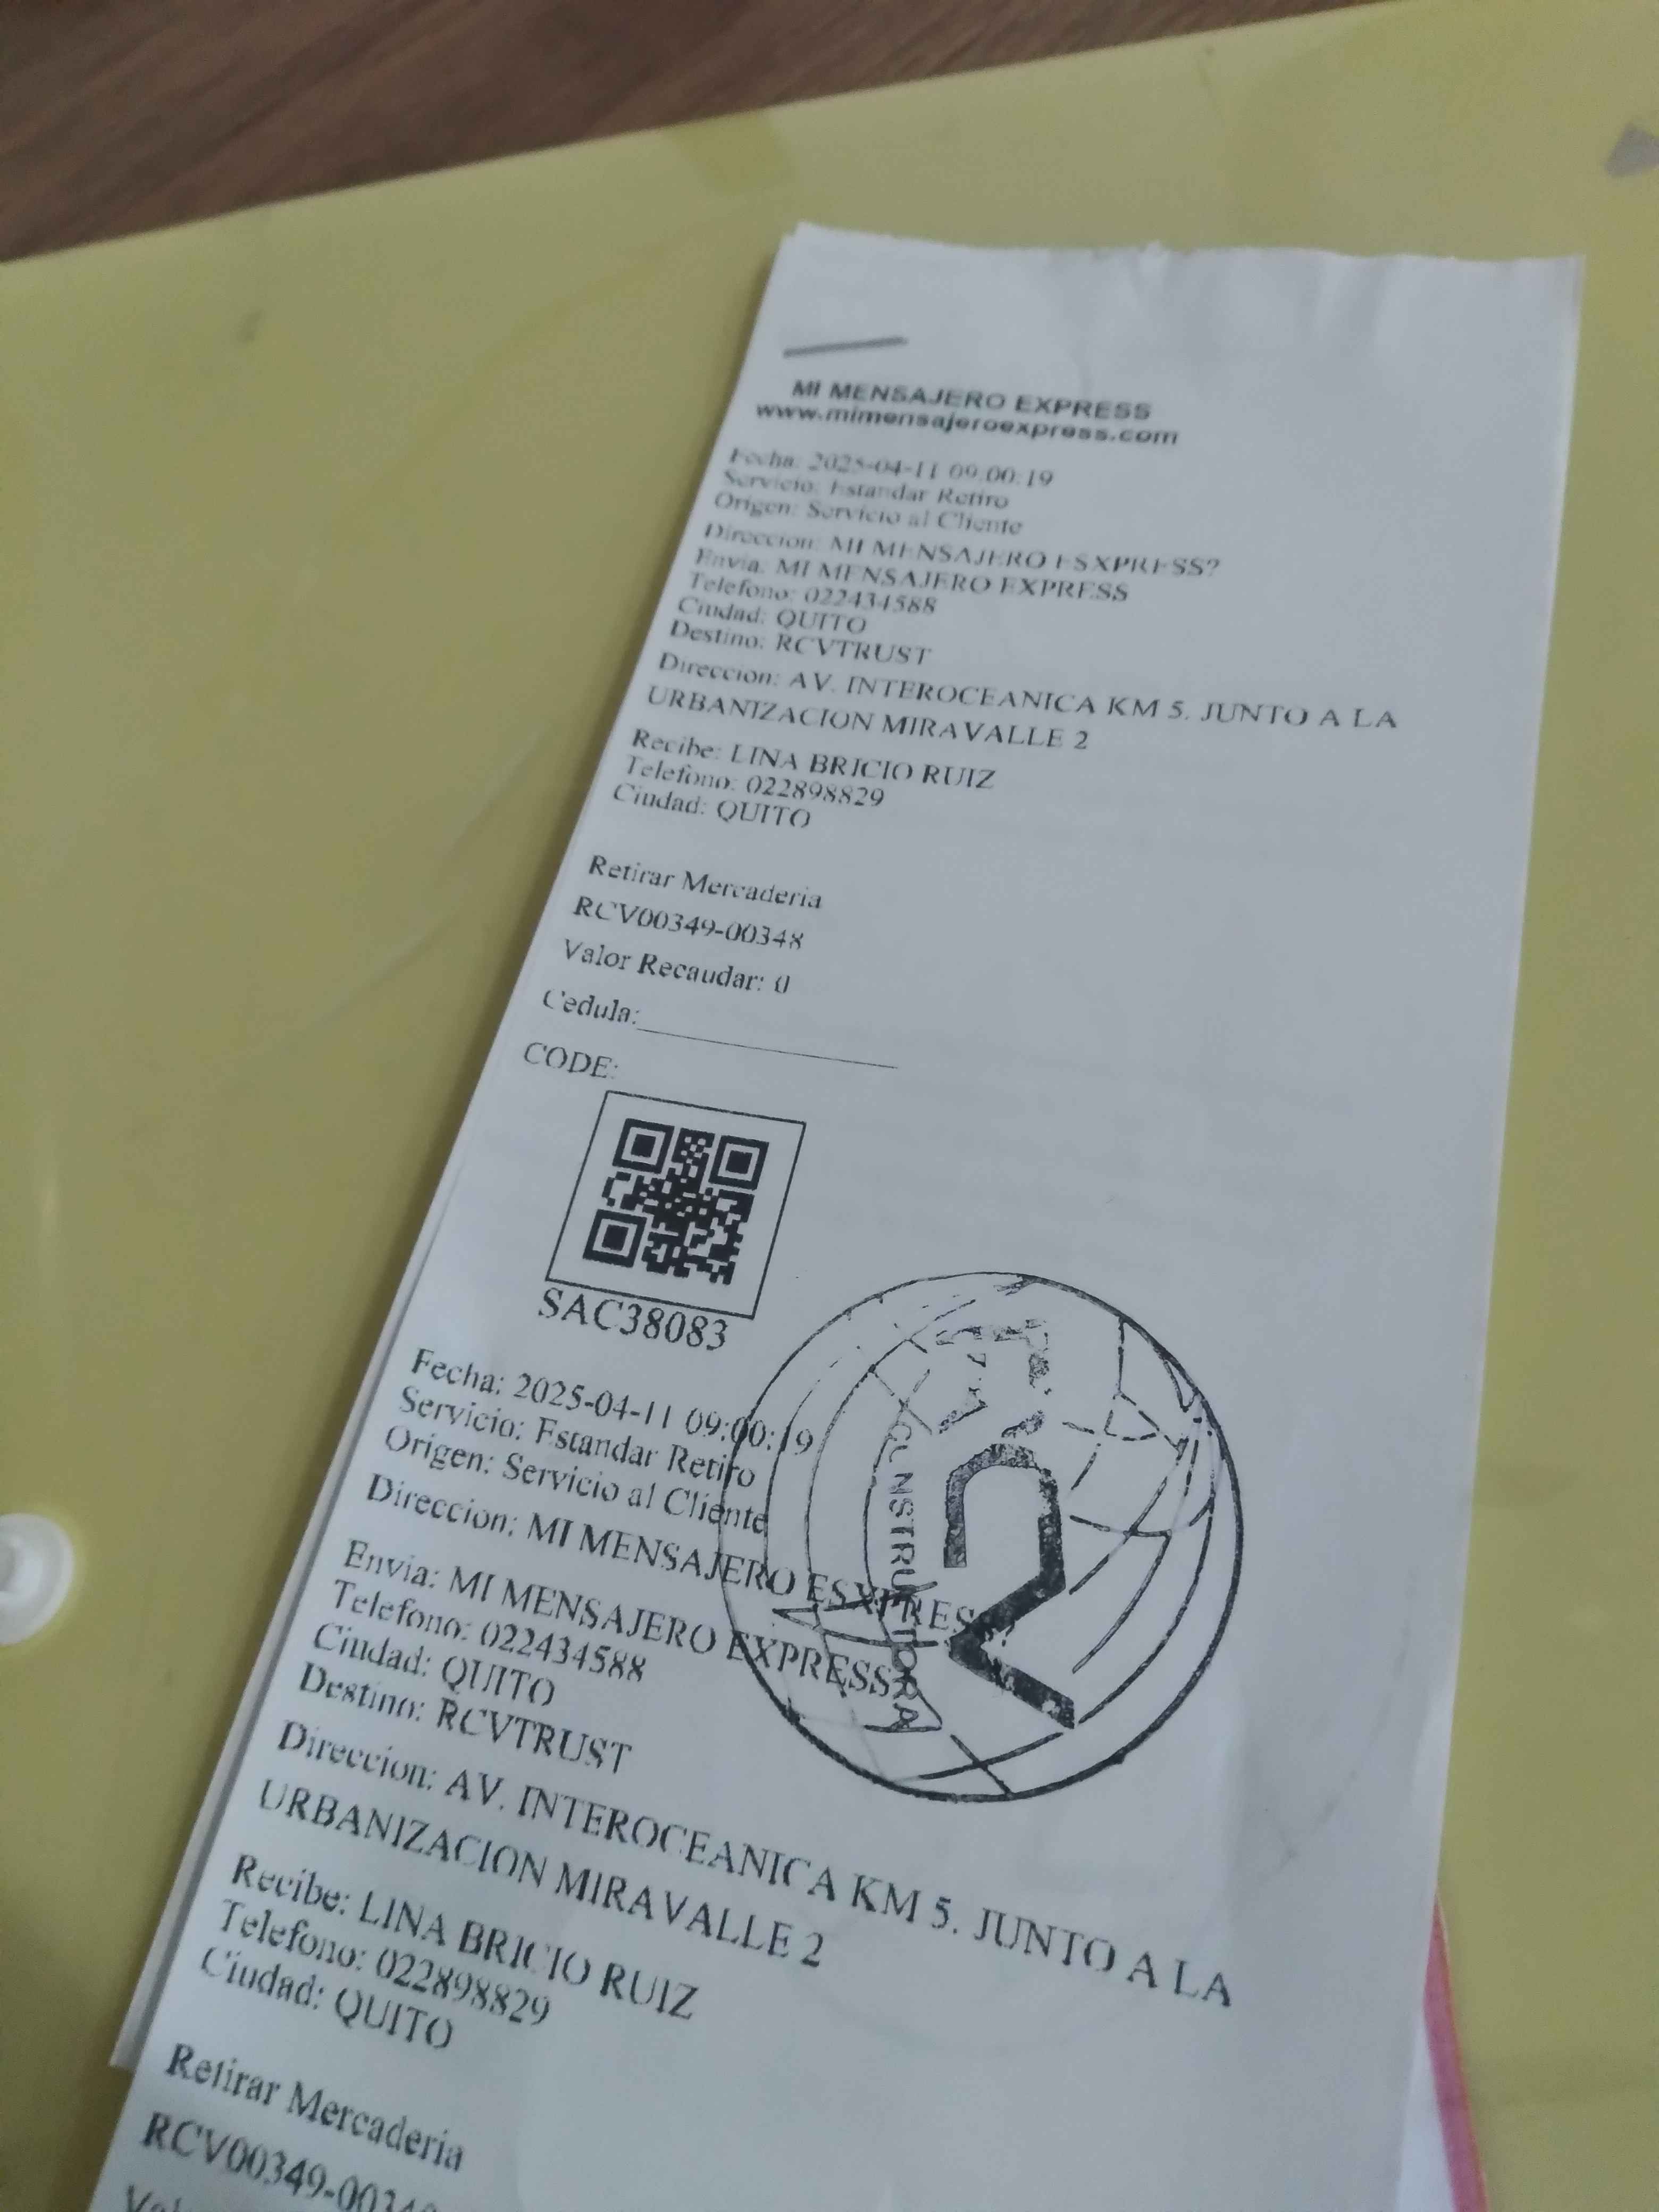 MI MENSAJERO EXPRESS
www.mimensajeroexpress.com
Fecha: 2025-04-11 09:00:19
Servicio: Estandar Retiro
Origen: Servicio al Cliente
Direccion: MI MENSAJERO ESXPRESS?
Envia: MI MENSAJERO EXPRESS
Telefono: 022434588
Ciudad: QUITO
Destino: RCVTRUST
Direccion: AV. INTEROCEANICA KM 5. JUNTO A LA
URBANIZACION MIRAVALLE 2
Recibe: LINA BRICIO RUIZ
Telefono: 022898829
Ciudad: QUITO
Retirar Mercaderia
RCV00349-00348
Valor Recaudar: 0
Cedula:
CODE:
SAC38083
Fecha: 2025-04-11 09:00:19
Servicio: Estandar Retiro
Origen: Servicio al Cliente
Direccion: MI MENSAJERO ESXPRESS?
Envia: MI MENSAJERO EXPRESS
Telefono: 022434588
Ciudad: QUITO
Destino: RCVTRUST
CONSTRUCTORA
Direccion: AV. INTEROCEANICA KM 5. JUNTO A LA
URBANIZACION MIRAVALLE 2
Recibe: LINA BRICIO RUIZ
Telefono: 022898829
Ciudad: QUITO
Retirar Mercaderia